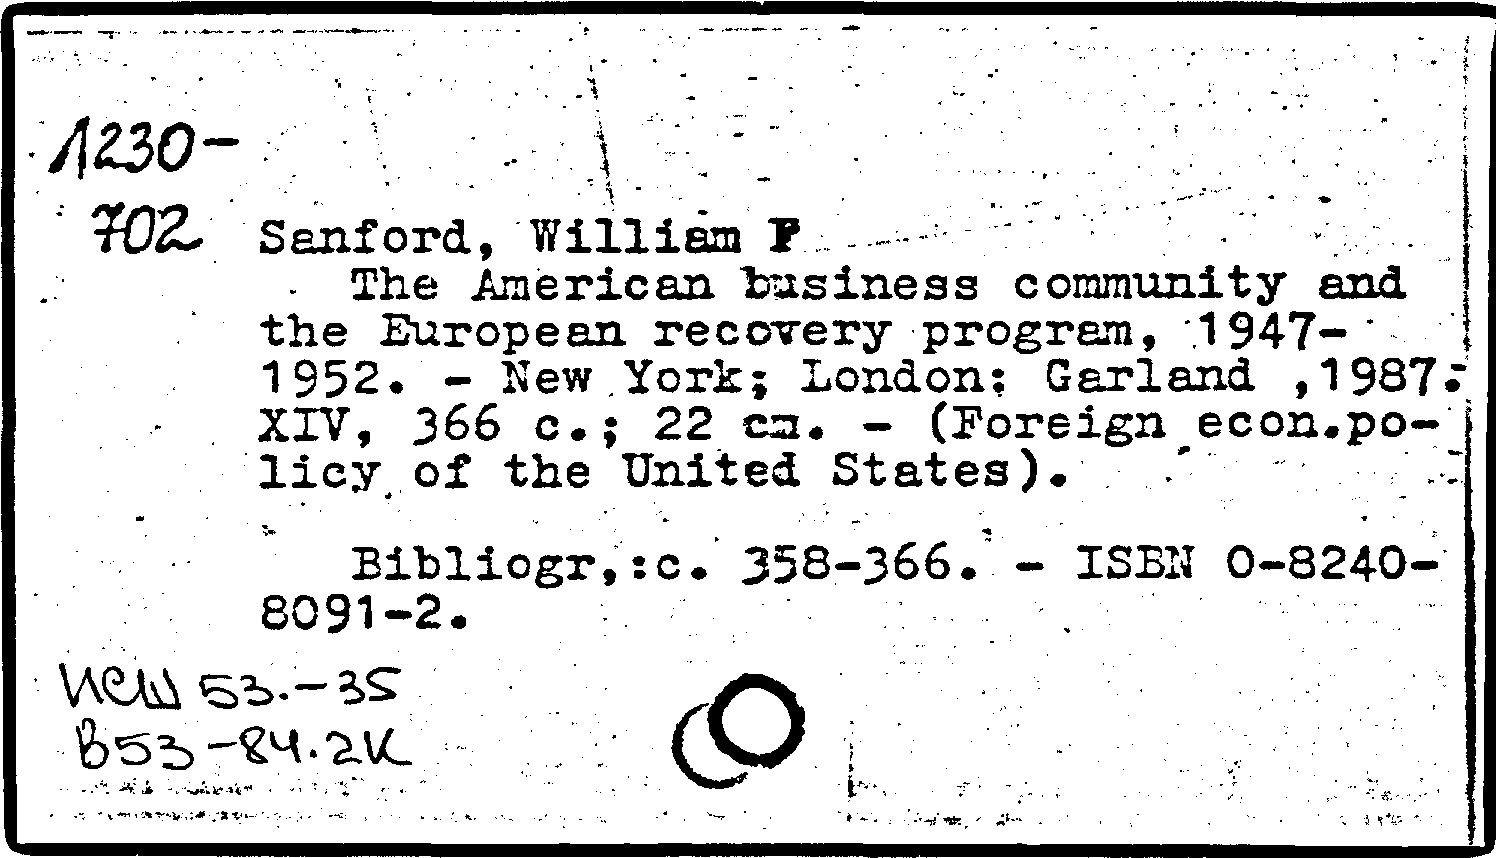 1230-
702
Sanford, William F
The American business community and
the European recovery program, 1947-
1952. - New York; London: Garland ,1987.-
XIV, 366 c.; 22 cm. - (Foreign econ.po-
licy of the United States).
Bibliogr,:c. 358-366. - ISBN 0-8240-
8091-2.
ИСШ 53.-35
В53-84.2К